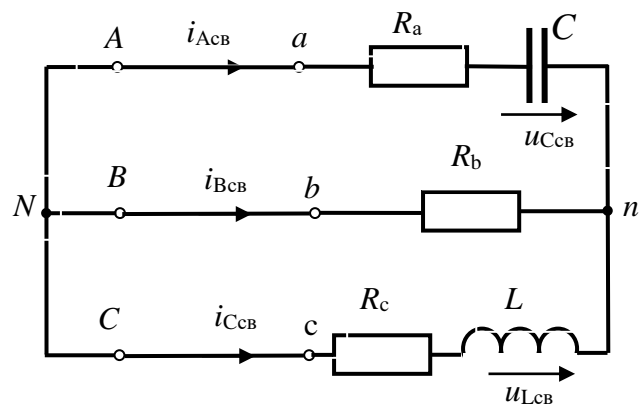 A i_Aсв a R_a C
u_Cсв
N B i_Bсв b R_b n
C i_Cсв c R_c L
u_Lсв